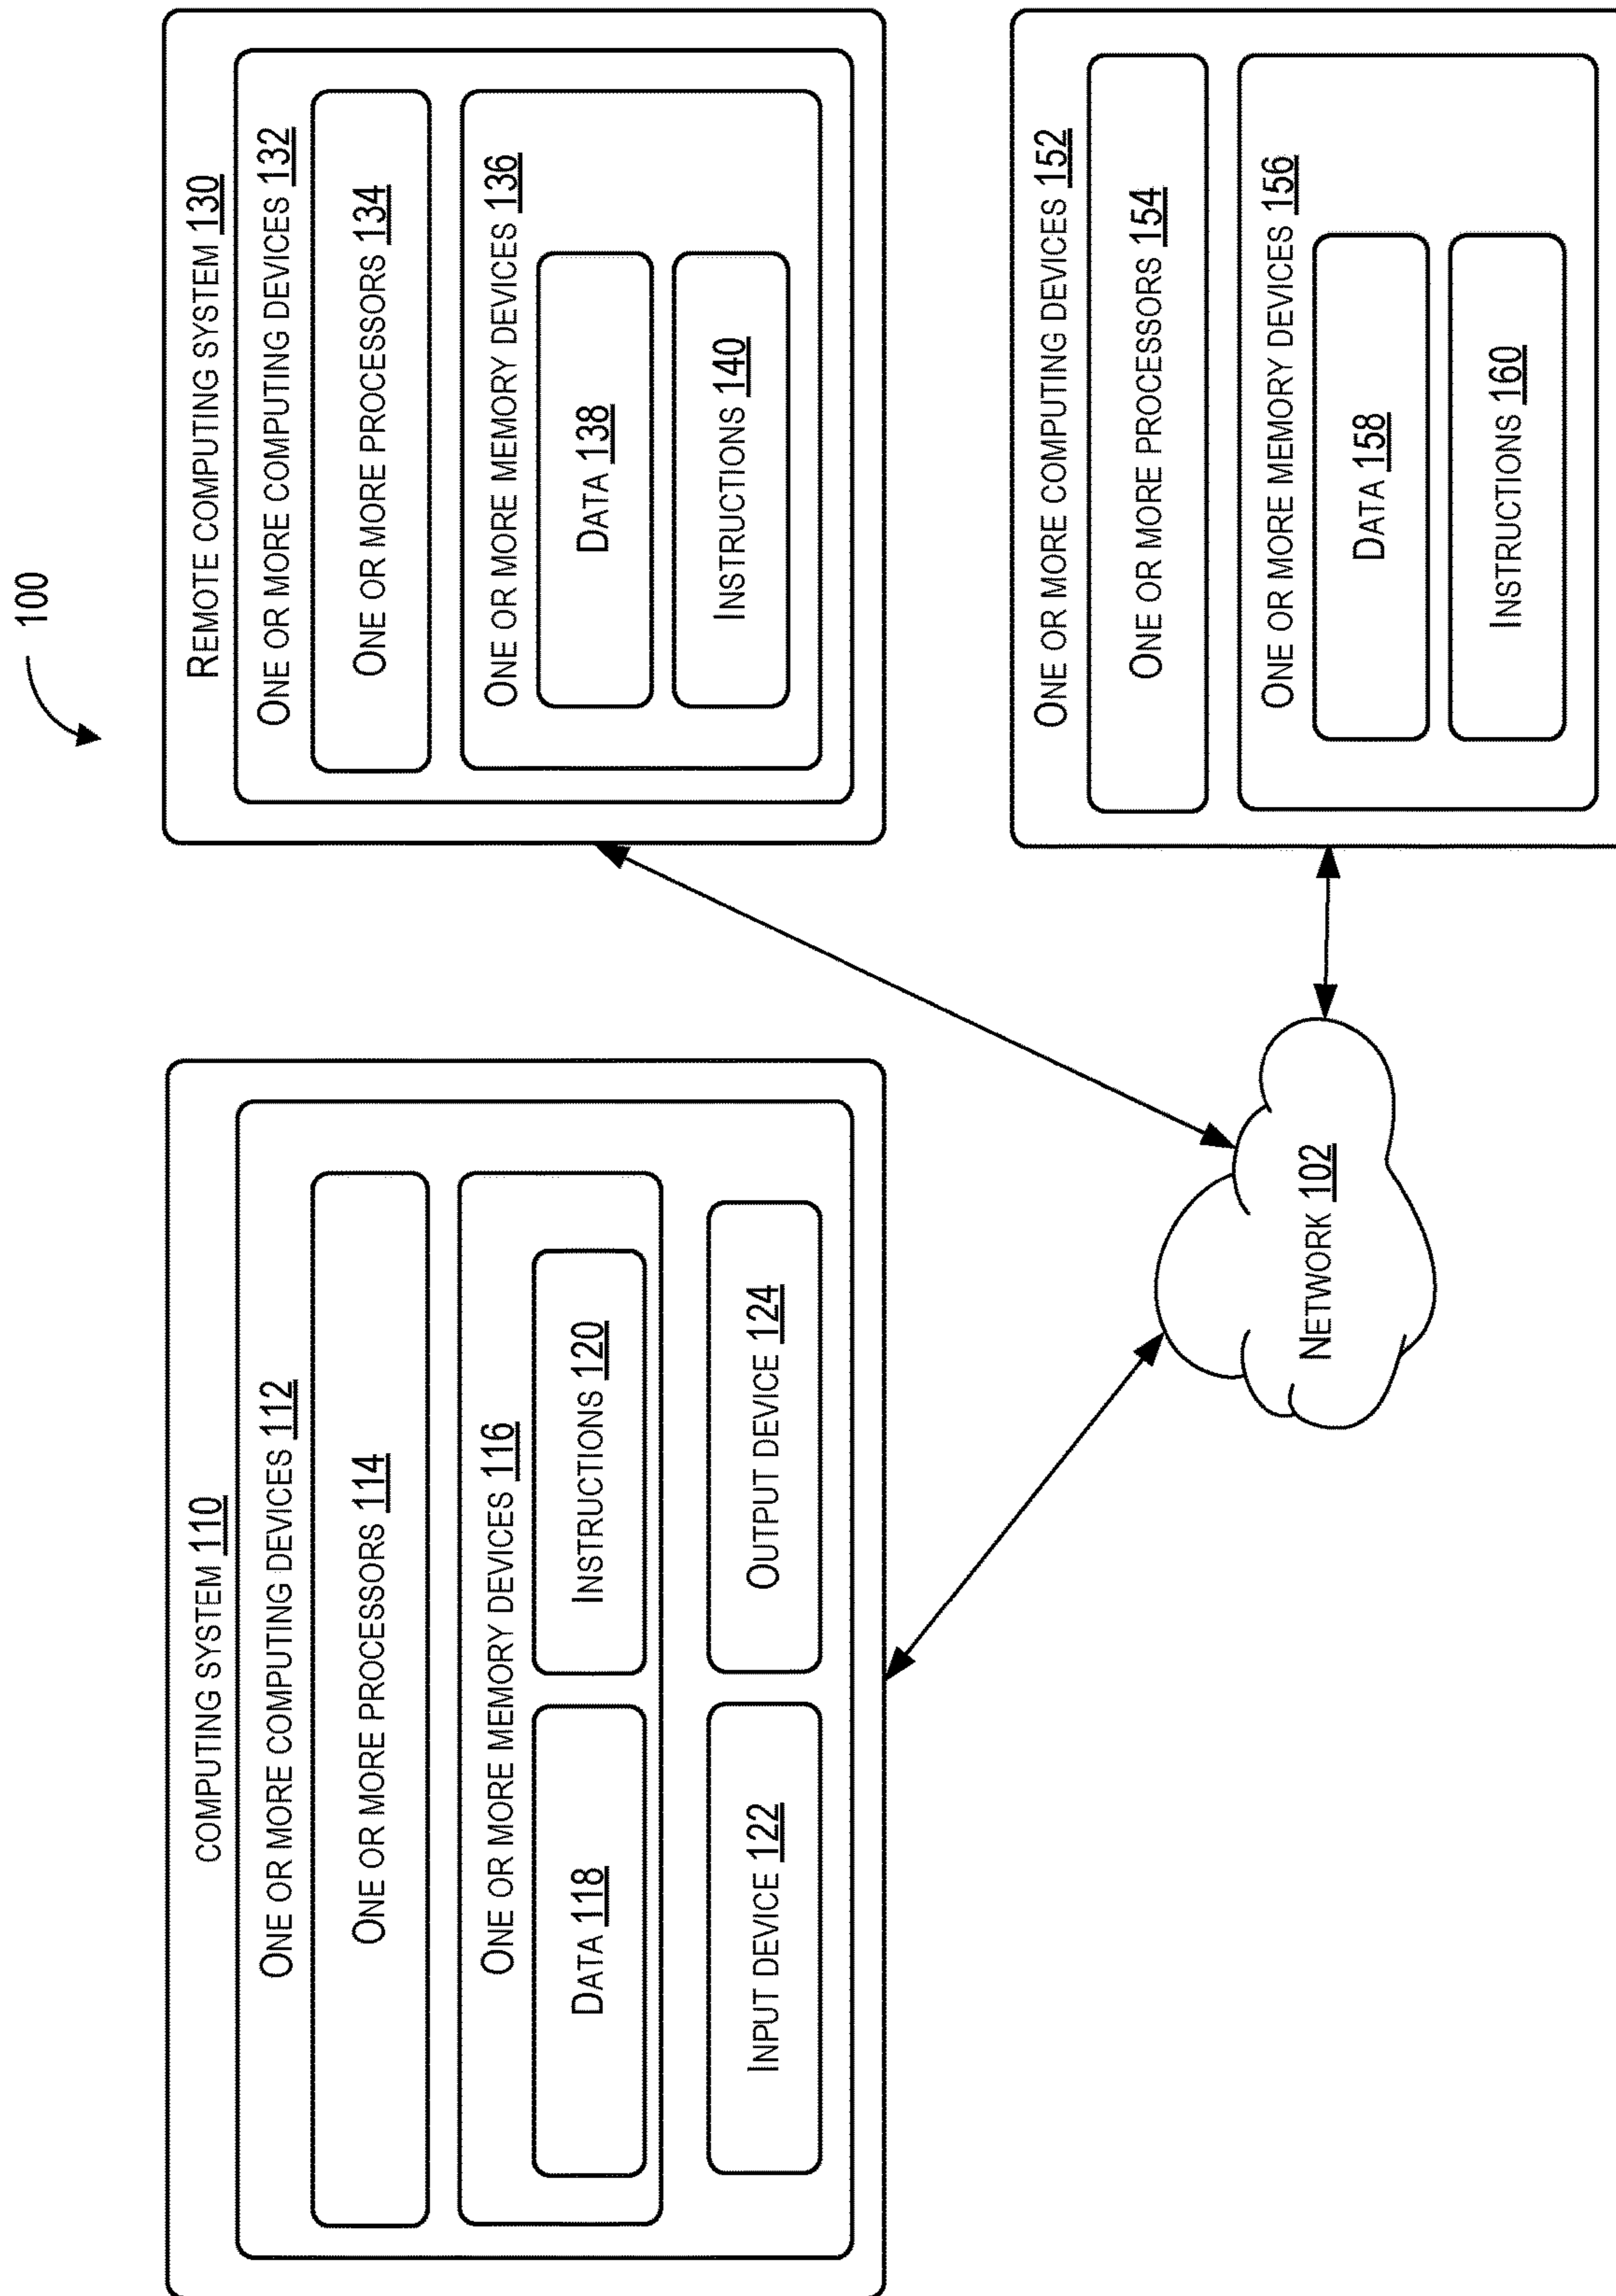 100
COMPUTING SYSTEM 110
ONE OR MORE COMPUTING DEVICES 112
ONE OR MORE PROCESSORS 114
ONE OR MORE MEMORY DEVICES 116
DATA 118
INSTRUCTIONS 120
INPUT DEVICE 122
OUTPUT DEVICE 124
REMOTE COMPUTING SYSTEM 130
ONE OR MORE COMPUTING DEVICES 132
ONE OR MORE PROCESSORS 134
ONE OR MORE MEMORY DEVICES 136
DATA 138
INSTRUCTIONS 140
NETWORK 102
ONE OR MORE COMPUTING DEVICES 152
ONE OR MORE PROCESSORS 154
ONE OR MORE MEMORY DEVICES 156
DATA 158
INSTRUCTIONS 160